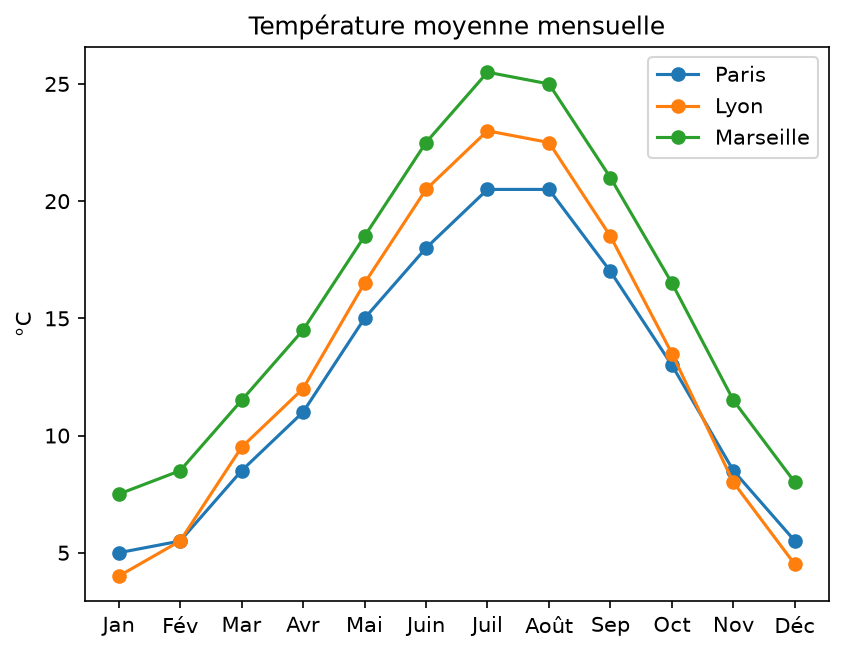 Température moyenne mensuelle
Paris
Lyon
Marseille
°C
25
20
15
10
5
Jan Fév Mar Avr Mai Juin Juil Août Sep Oct Nov Déc